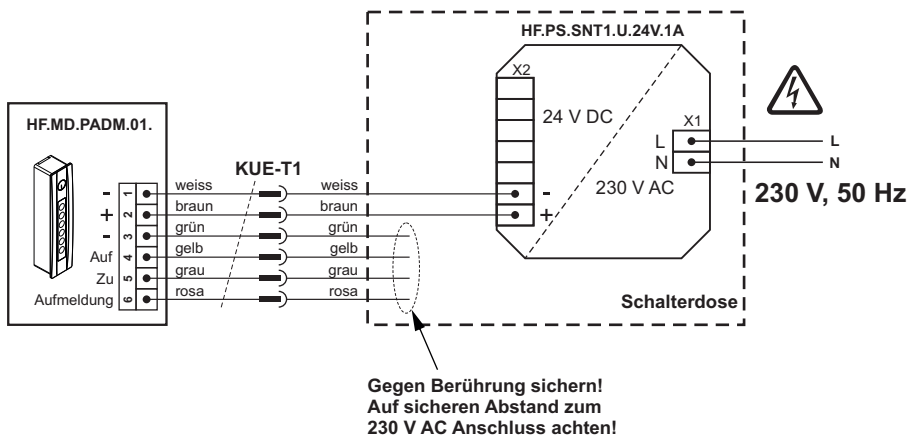 HF.PS.SNT1.U.24V.1A
X2
24 V DC
X1
L
L
N
N
230 V AC
230 V, 50 Hz
-
+
Schalterdose
HF.MD.PADM.01.
KUE-T1
- 1 weiss weiss
+ 2 braun braun
- 3 grün grün
Auf 4 gelb gelb
Zu 5 grau grau
Aufmeldung 6 rosa rosa
Gegen Berührung sichern!
Auf sicheren Abstand zum
230 V AC Anschluss achten!